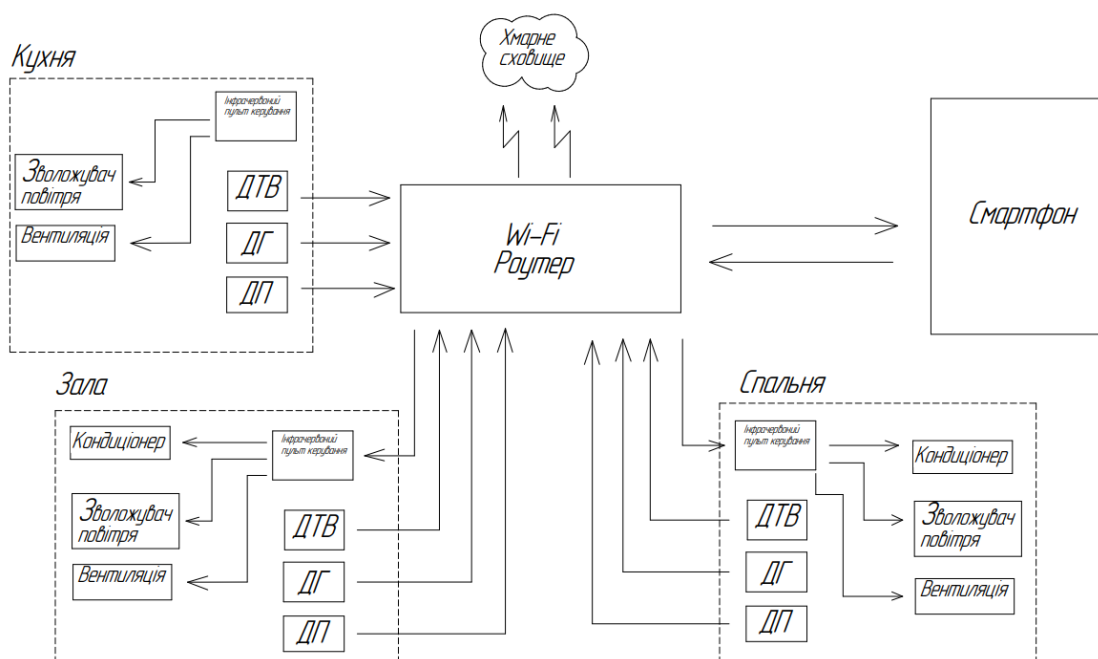 Хмарне
сховище
Кухня
Інфрачервоний
пульт керування
Зволожувач
повітря
Вентиляція
ДТВ
ДГ
ДП
Wi-Fi
Роутер
Смартфон
Зала
Кондиціонер
Інфрачервоний
пульт керування
Зволожувач
повітря
Вентиляція
ДТВ
ДГ
ДП
Спальня
Інфрачервоний
пульт керування
Кондиціонер
Зволожувач
повітря
Вентиляція
ДТВ
ДГ
ДП